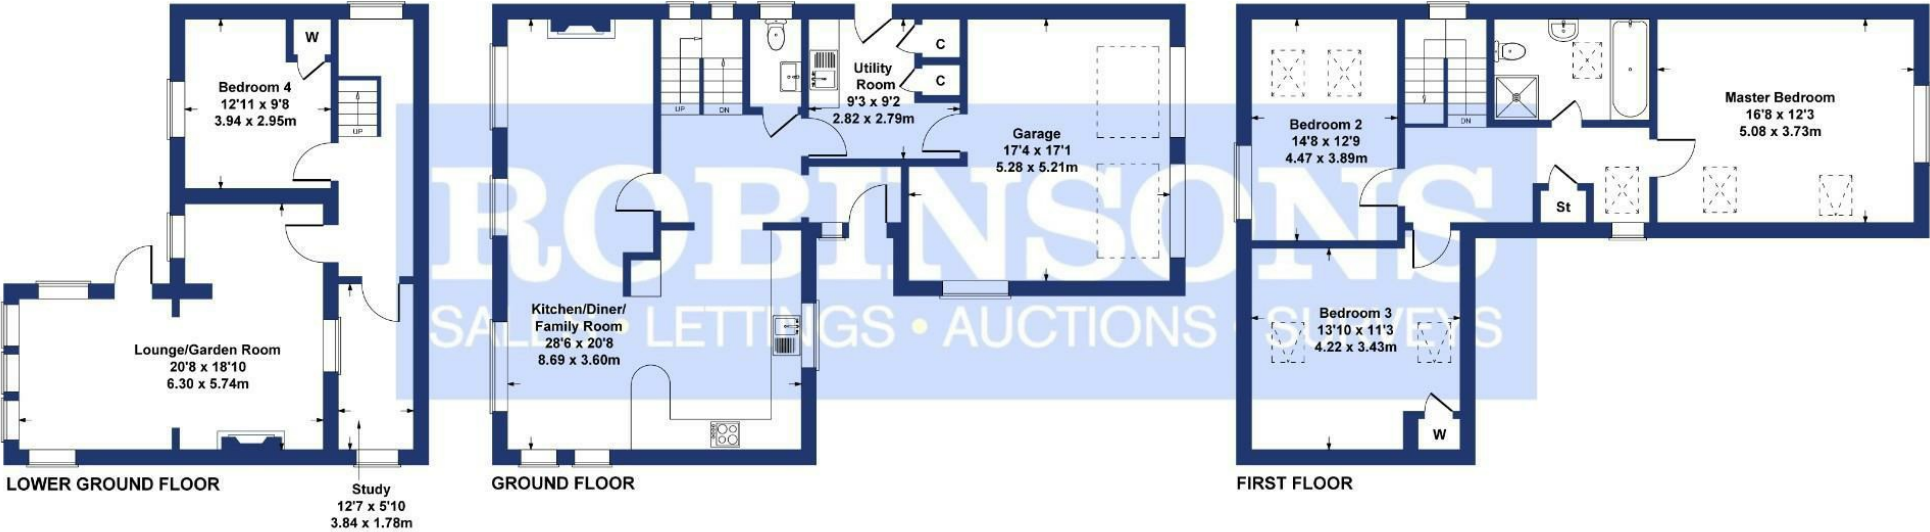 W
Bedroom 4
12'11 x 9'8
3.94 x 2.95m
UP
Lounge/Garden Room
20'8 x 18'10
6.30 x 5.74m
LOWER GROUND FLOOR
Study
12'7 x 5'10
3.84 x 1.78m
UP
DN
Utility
Room
9'3 x 9'2
2.82 x 2.79m
C
C
Garage
17'4 x 17'1
5.28 x 5.21m
Kitchen/Diner/
Family Room
28'6 x 20'8
8.69 x 3.60m
GROUND FLOOR
Bedroom 2
14'8 x 12'9
4.47 x 3.89m
DN
Master Bedroom
16'8 x 12'3
5.08 x 3.73m
St
Bedroom 3
13'10 x 11'3
4.22 x 3.43m
W
FIRST FLOOR
ROBINSONS
SALES • LETTINGS • AUCTIONS • SURVEYS